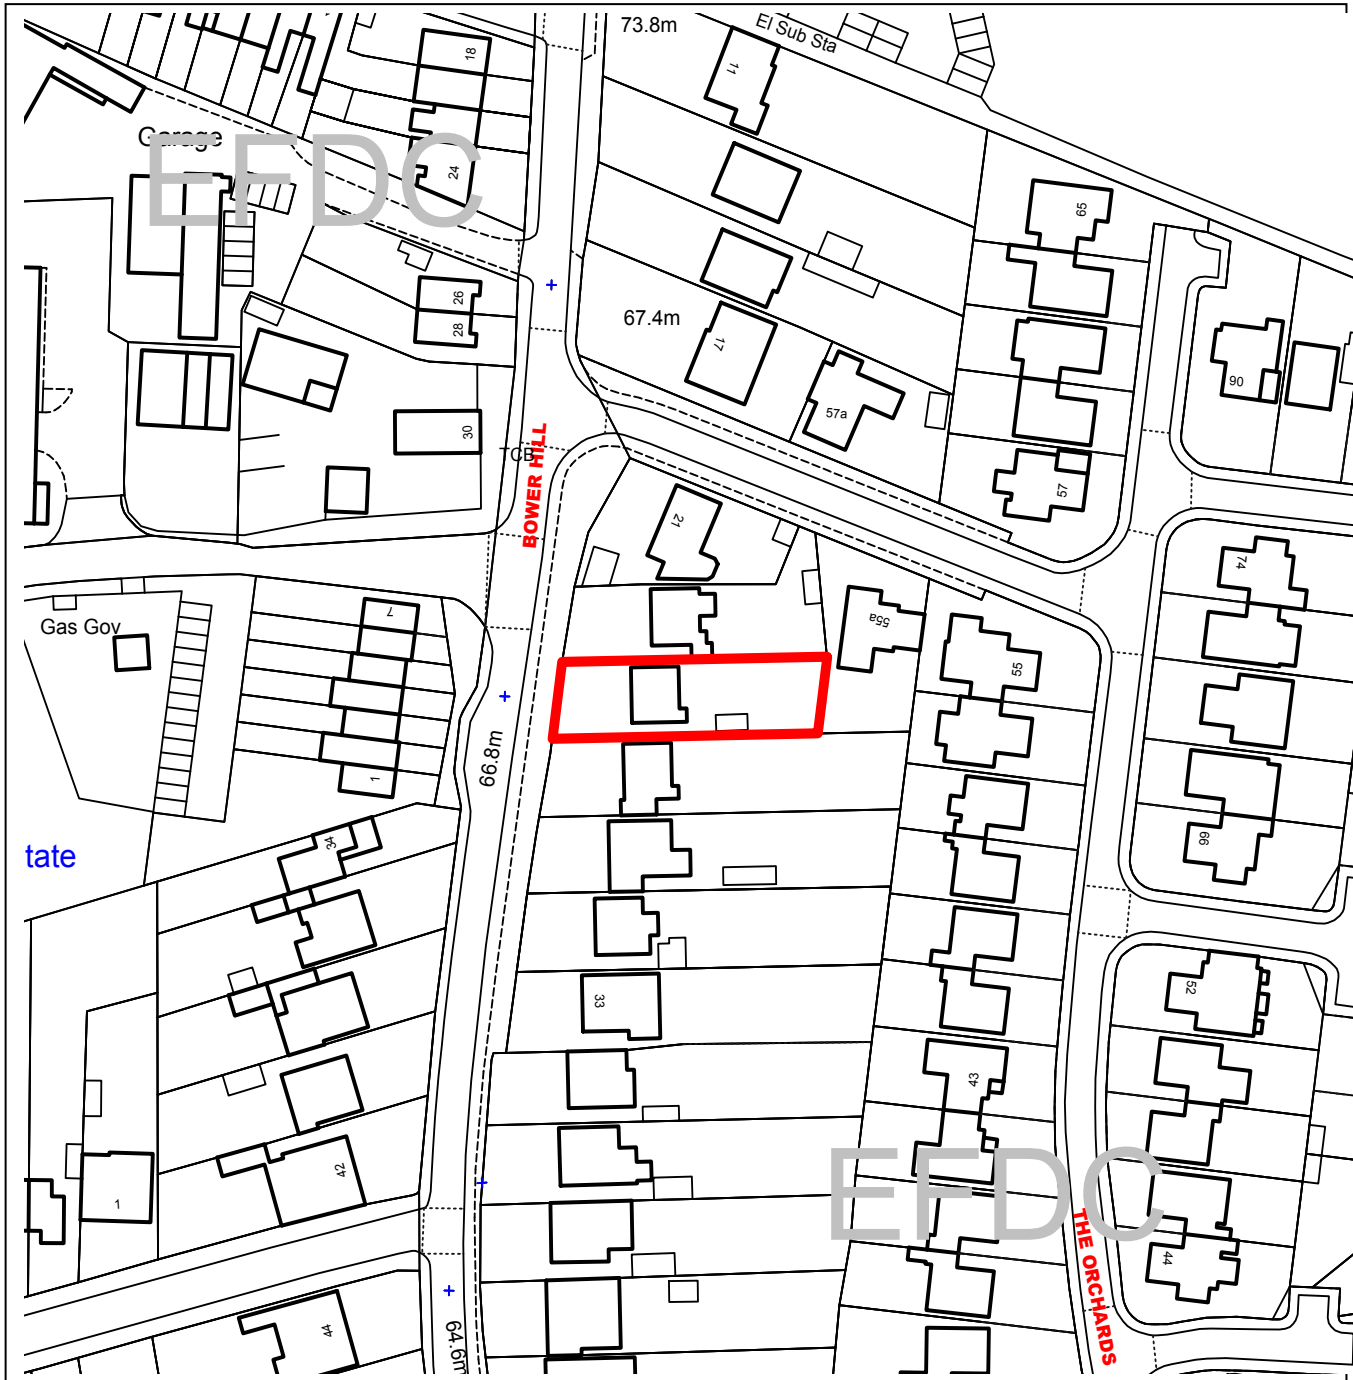 73.8m
El Sub Sta
18
11
Garage
EFDC
24
65
26
28
67.4m
17
90
57a
30
TCB
BOWER HILL
57
21
74
7
Gas Gov
55a
55
1
66.8m
34
66
tate
33
52
43
42
1
EFDC
THE ORCHARDS
44
44
64.6m